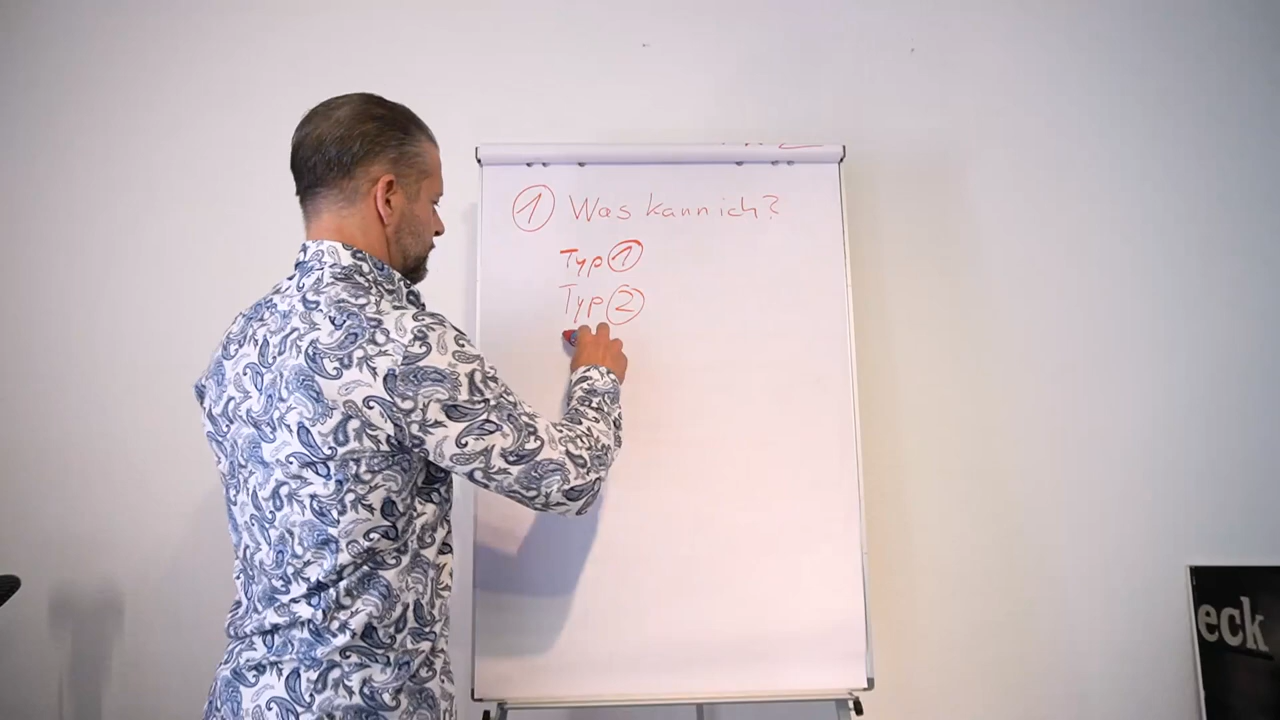 ① Was kann ich?
Typ ①
Typ ②
eck